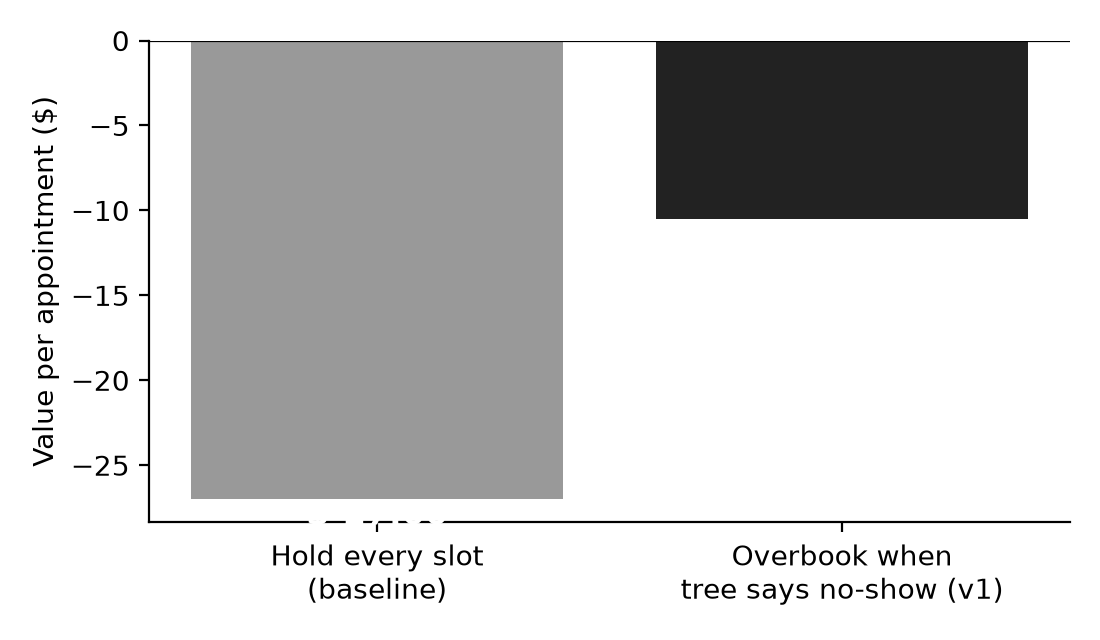 Value per appointment ($)
0
−5
−10
−15
−20
−25
Hold every slot
(baseline)
Overbook when
tree says no-show (v1)